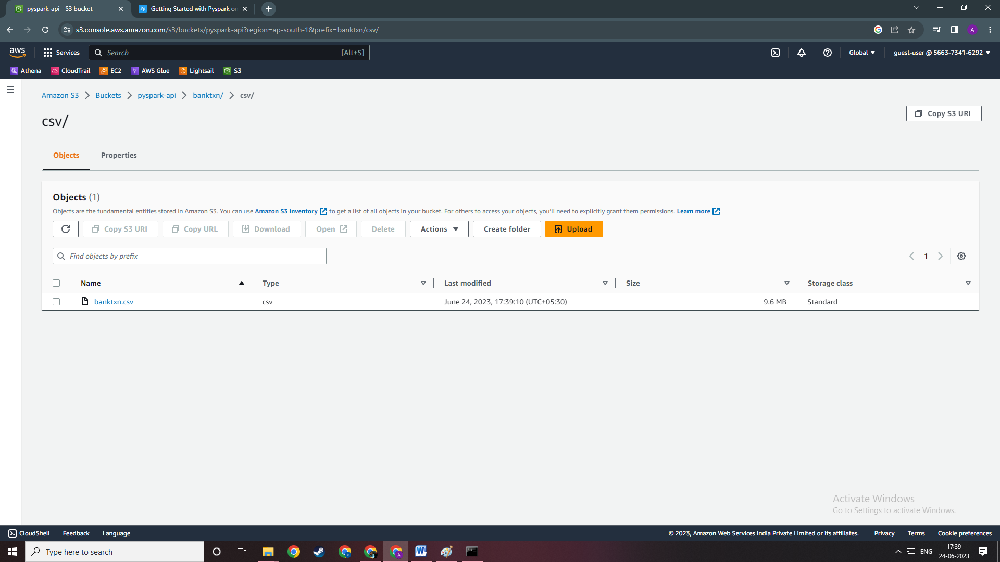 pyspark-api - S3 bucket
Getting Started with Pyspark on
s3.console.aws.amazon.com/s3/buckets/pyspark-api?region=ap-south-1&prefix=banktxn/csv/
A
aws
Services
Search
[Alt+S]
Global
guest-user @ 5663-7341-6292
Athena
CloudTrail
EC2
AWS Glue
Lightsail
S3
Amazon S3 > Buckets > pyspark-api > banktxn/ > csv/
csv/
Copy S3 URI
Objects
Properties
Objects (1)
Objects are the fundamental entities stored in Amazon S3. You can use Amazon S3 inventory to get a list of all objects in your bucket. For others to access your objects, you'll need to explicitly grant them permissions. Learn more
Copy S3 URI
Copy URL
Download
Open
Delete
Actions
Create folder
Upload
Find objects by prefix
1
Name
Type
Last modified
Size
Storage class
banktxn.csv
csv
June 24, 2023, 17:39:10 (UTC+05:30)
9.6 MB
Standard
Activate Windows
Go to Settings to activate Windows.
CloudShell
Feedback
Language
© 2023, Amazon Web Services India Private Limited or its affiliates.
Privacy
Terms
Cookie preferences
Type here to search
ENG
17:39
24-06-2023